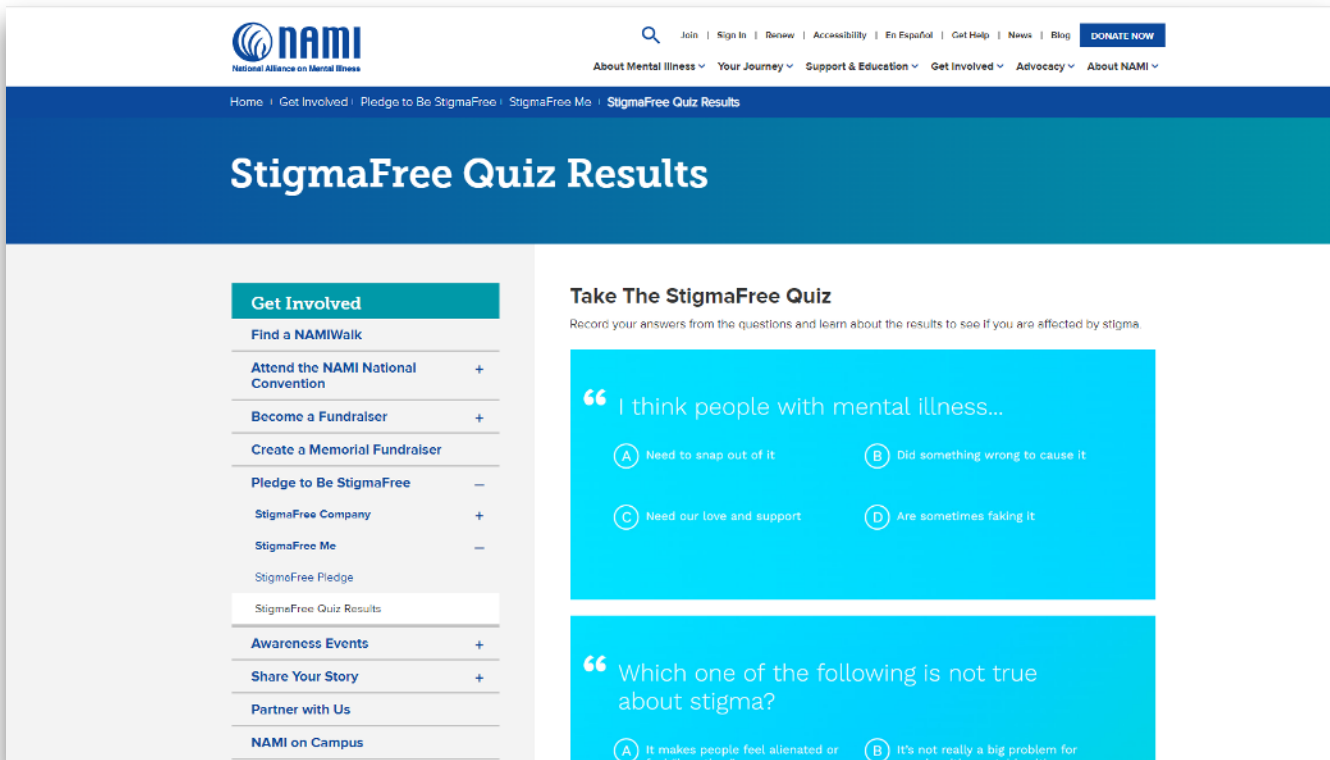 NAMI
National Alliance on Mental Illness
Join | Sign In | Renew | Accessibility | En Español | Get Help | News | Blog DONATE NOW
About Mental Illness Your Journey Support & Education Get Involved Advocacy About NAMI
Home | Get Involved | Pledge to Be StigmaFree | StigmaFree Me | StigmaFree Quiz Results
StigmaFree Quiz Results
Get Involved
Find a NAMIWalk
Attend the NAMI National +
Convention
Become a Fundraiser +
Create a Memorial Fundraiser
Pledge to Be StigmaFree –
StigmaFree Company +
StigmaFree Me –
StigmaFree Pledge
StigmaFree Quiz Results
Awareness Events +
Share Your Story +
Partner with Us
NAMI on Campus
Take The StigmaFree Quiz
Record your answers from the questions and learn about the results to see if you are affected by stigma.
“ I think people with mental illness...
A Need to snap out of it
B Did something wrong to cause it
C Need our love and support
D Are sometimes faking it
“ Which one of the following is not true
about stigma?
A It makes people feel alienated or
B It's not really a big problem for